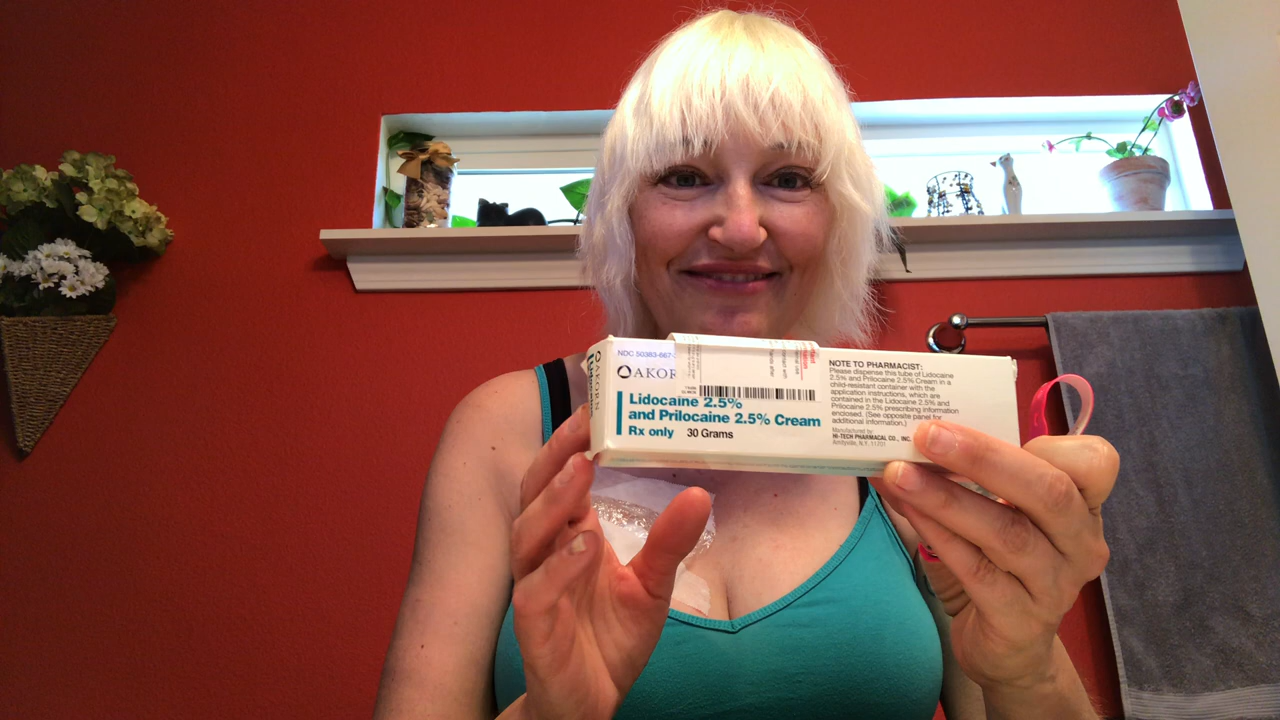 NDC 50383-667-
AKOR
Lidocaine 2.5%
and Prilocaine 2.5% Cream
Rx only 30 Grams
NOTE TO PHARMACIST:
Please dispense this tube of Lidocaine
2.5% and Prilocaine 2.5% Cream in a
child-resistant container with the
application instructions, which are
contained in the Lidocaine 2.5% and
Prilocaine 2.5% prescribing information
enclosed. (See opposite panel for
additional information.)
Manufactured by:
HI-TECH PHARMACAL CO., INC.
Amityville, N.Y. 11701
AKORN